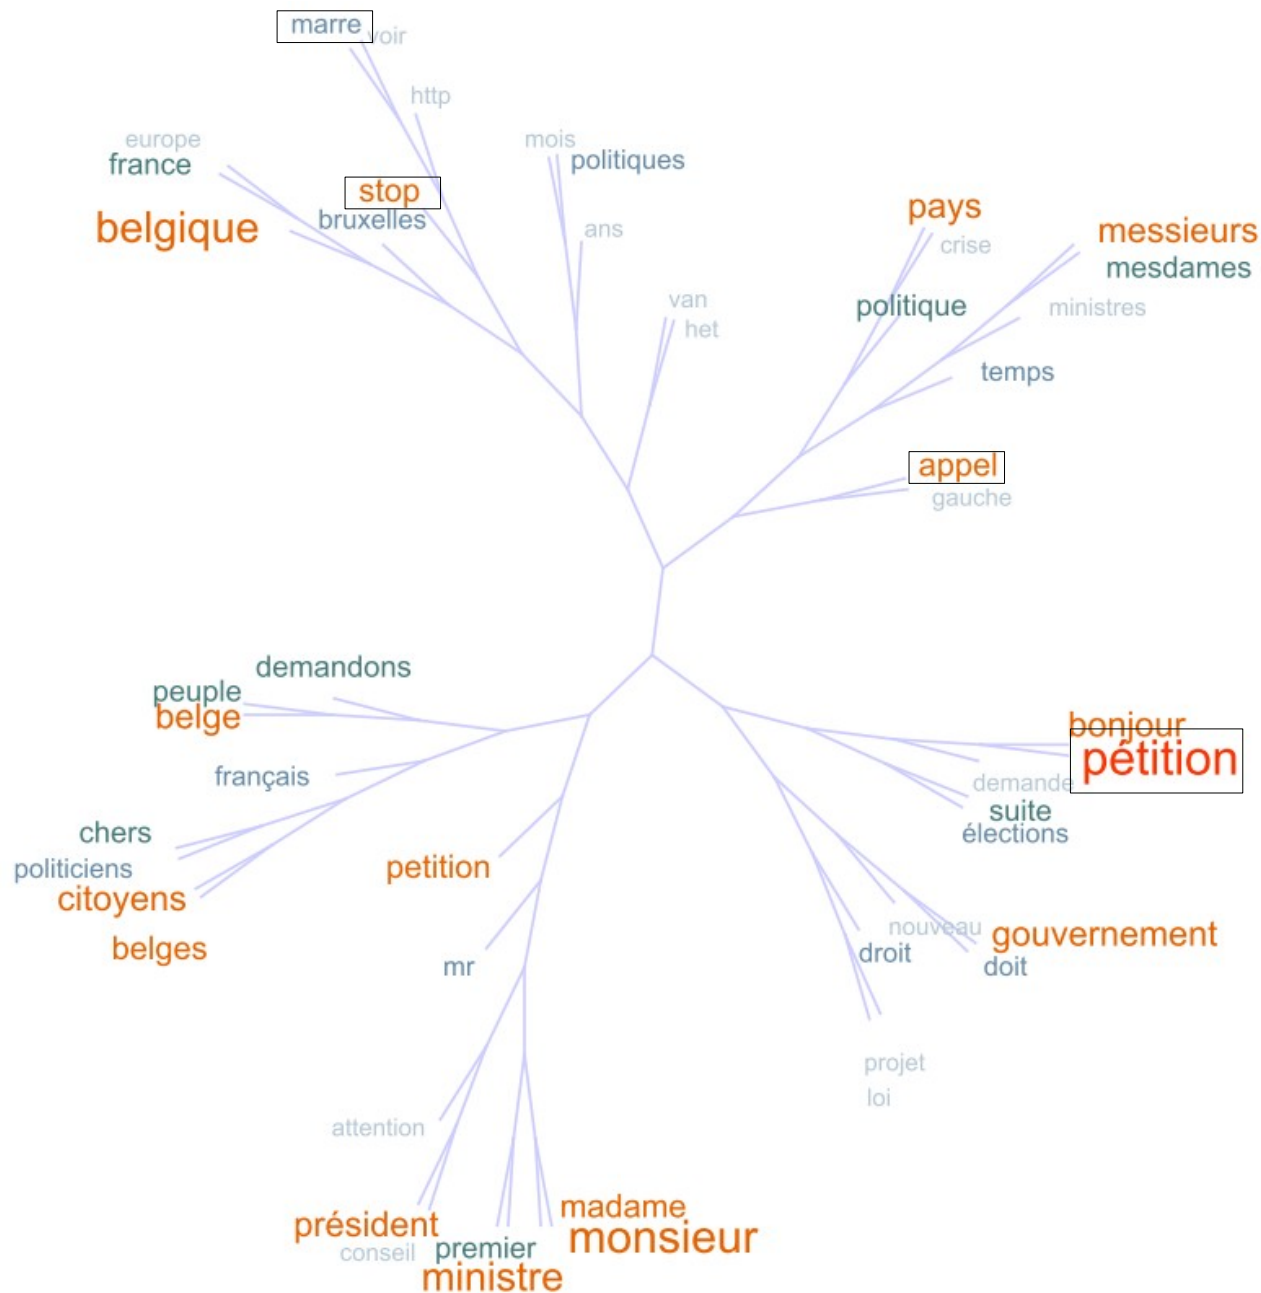 marre
voir
http
europe
france
mois
politiques
stop
bruxelles
belgique
ans
pays
crise
messieurs
mesdames
van
het
politique
ministres
temps
appel
gauche
demandons
peuple
belge
français
chers
politiciens
citoyens
belges
petition
mr
bonjour
pétition
demande
suite
élections
nouveau
gouvernement
droit
doit
projet
loi
attention
président
conseil
premier
ministre
madame
monsieur